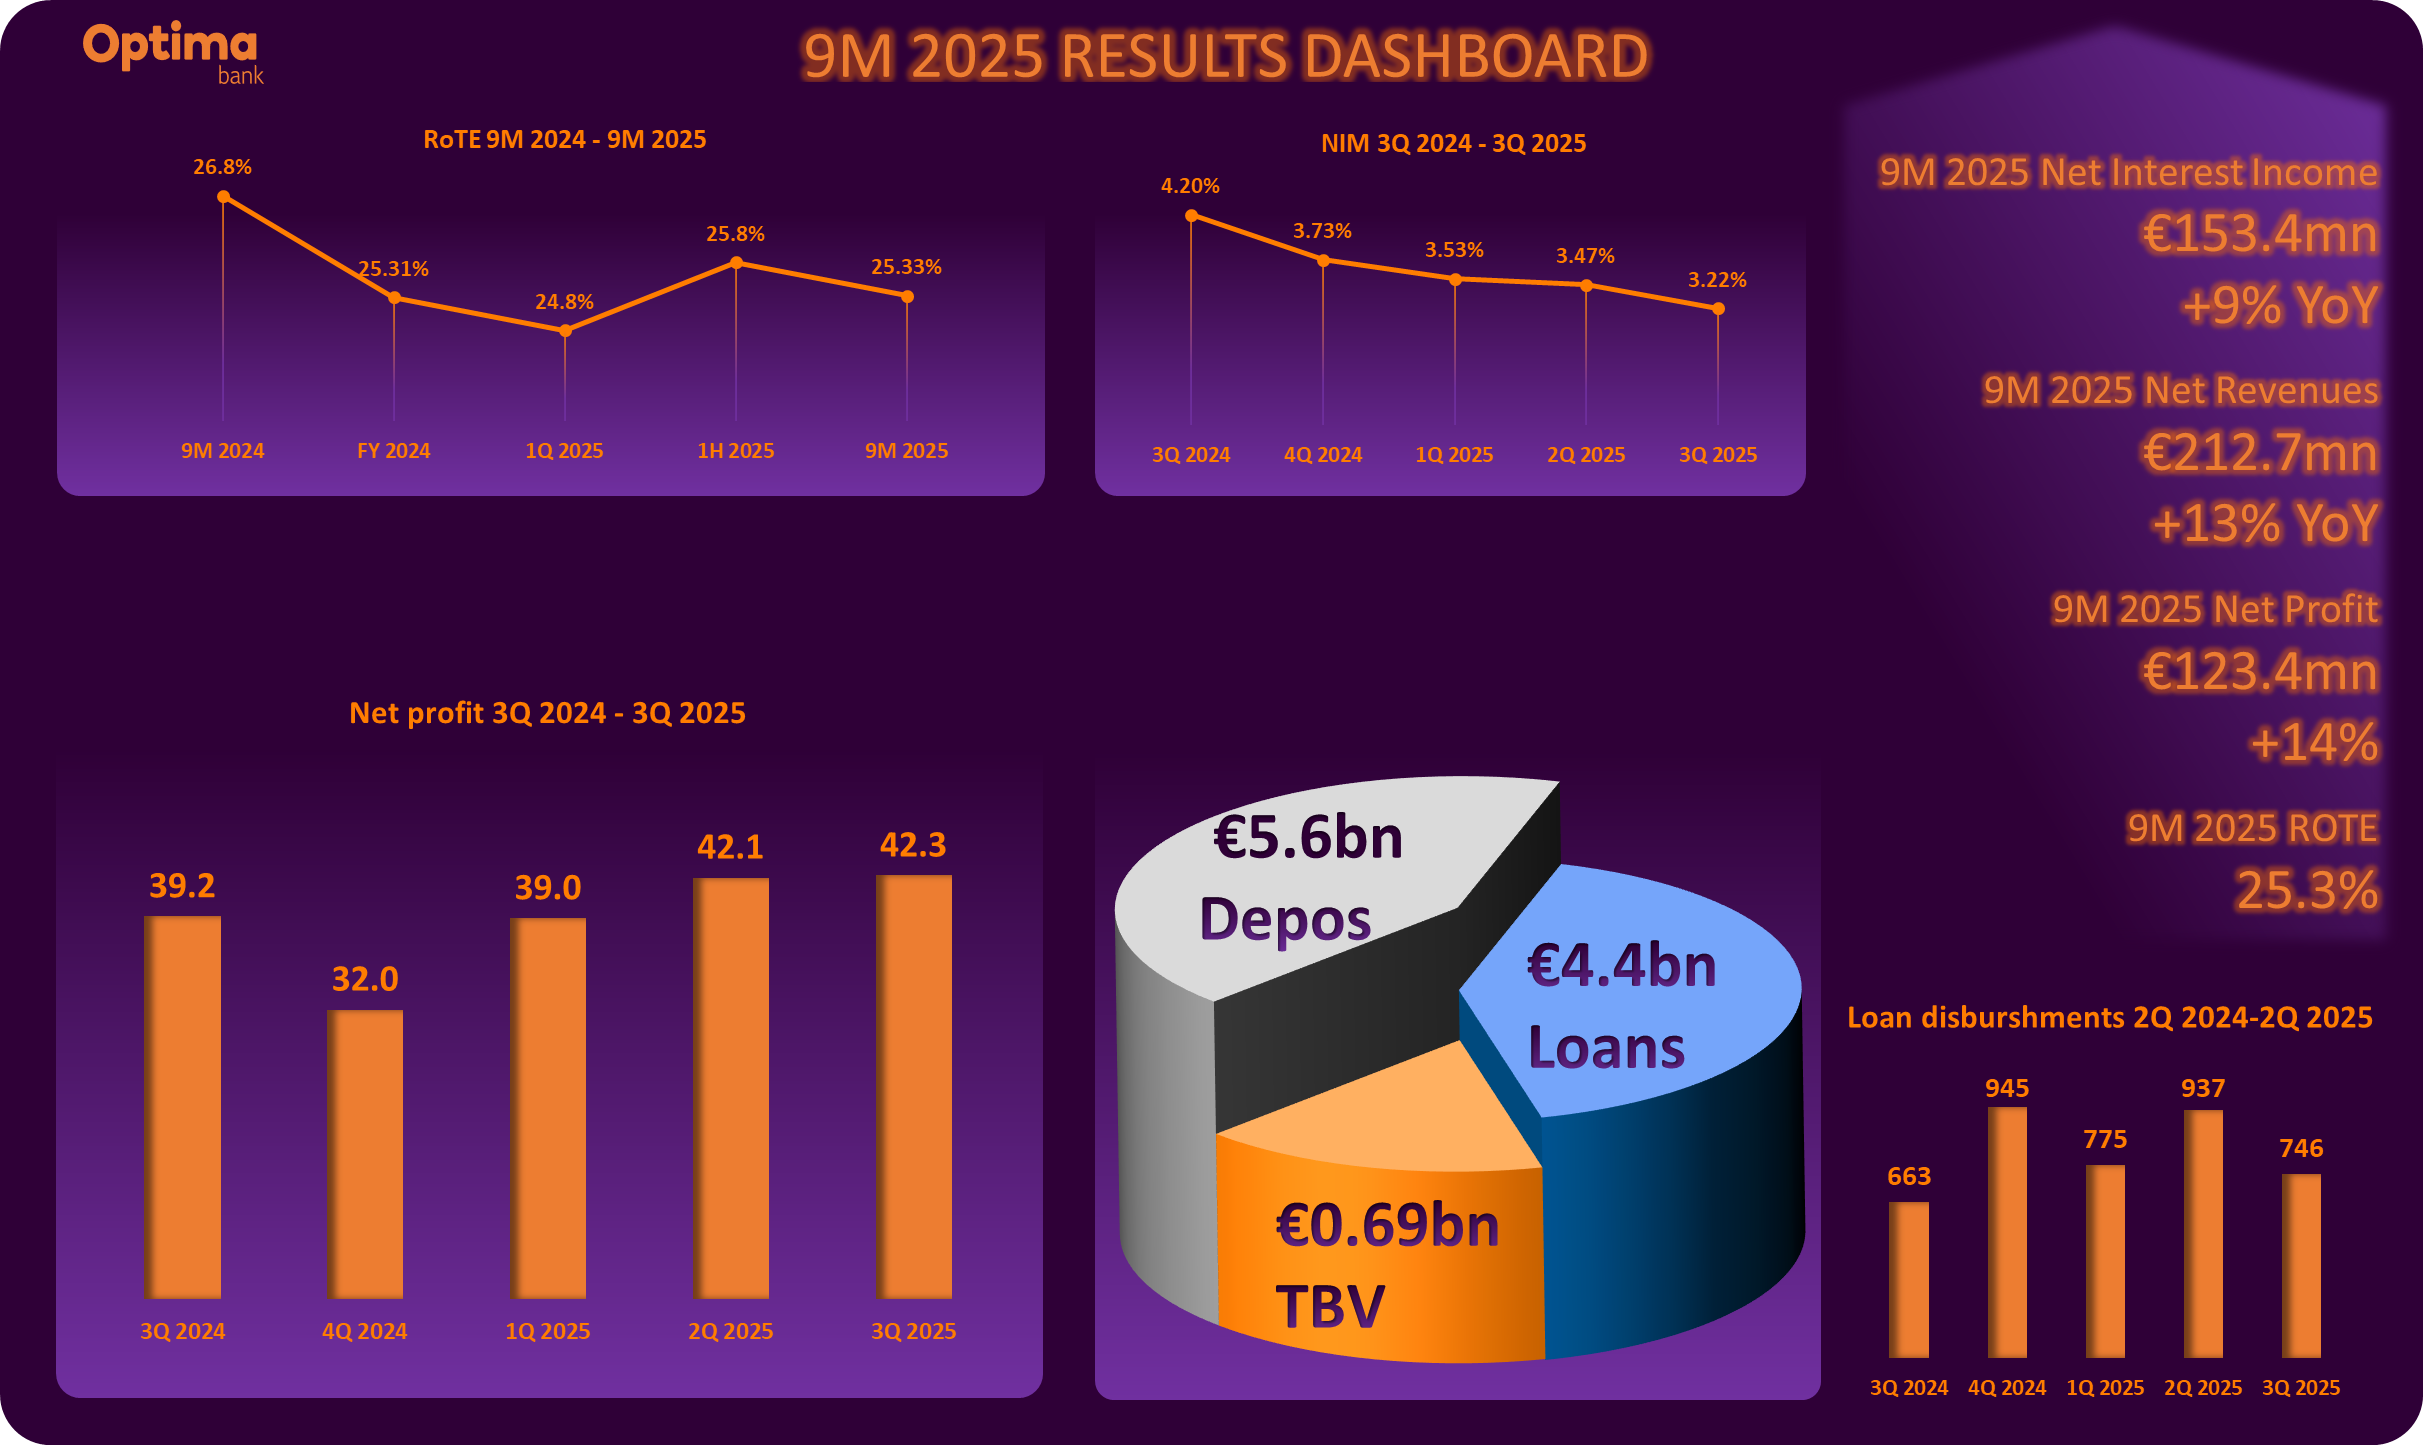 Optima
bank
9M 2025 RESULTS DASHBOARD
RoTE 9M 2024 - 9M 2025
26.8%
25.31%
24.8%
25.8%
25.33%
9M 2024
FY 2024
1Q 2025
1H 2025
9M 2025
NIM 3Q 2024 - 3Q 2025
4.20%
3.73%
3.53%
3.47%
3.22%
3Q 2024
4Q 2024
1Q 2025
2Q 2025
3Q 2025
9M 2025 Net Interest Income
€153.4mn
+9% YoY
9M 2025 Net Revenues
€212.7mn
+13% YoY
9M 2025 Net Profit
€123.4mn
+14%
9M 2025 ROTE
25.3%
Net profit 3Q 2024 - 3Q 2025
39.2
32.0
39.0
42.1
42.3
3Q 2024
4Q 2024
1Q 2025
2Q 2025
3Q 2025
€5.6bn
Depos
€4.4bn
Loans
€0.69bn
TBV
Loan disburshments 2Q 2024-2Q 2025
663
945
775
937
746
3Q 2024
4Q 2024
1Q 2025
2Q 2025
3Q 2025